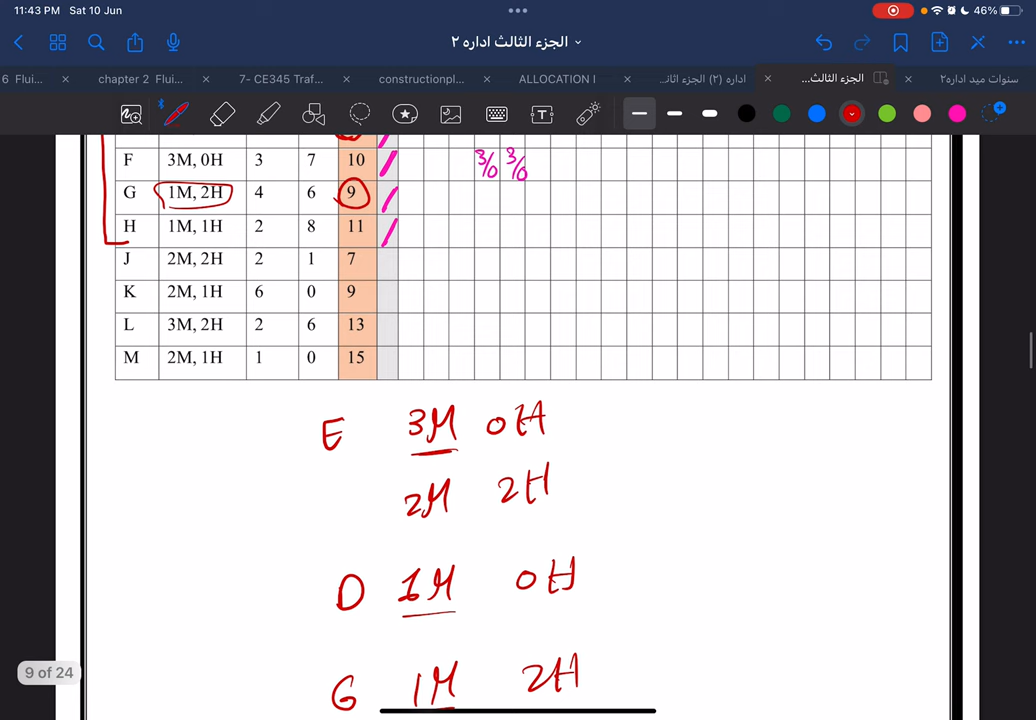 11:43 PM Sat 10 Jun 46%
الجزء الثالث اداره ٢
6 Flui... chapter 2 Flui... 7- CE345 Traf... constructionpl... ALLOCATION I اداره (٢) الجزء الثانـ... الجزء الثالث... سنوات ميد اداره٢
F 3M, 0H 3 7 10 3/0 3/0
G 1M, 2H 4 6 9
H 1M, 1H 2 8 11
J 2M, 2H 2 1 7
K 2M, 1H 6 0 9
L 3M, 2H 2 6 13
M 2M, 1H 1 0 15
E 3M 0H
2M 2H
D 1M 0H
G 1M 2H
9 of 24